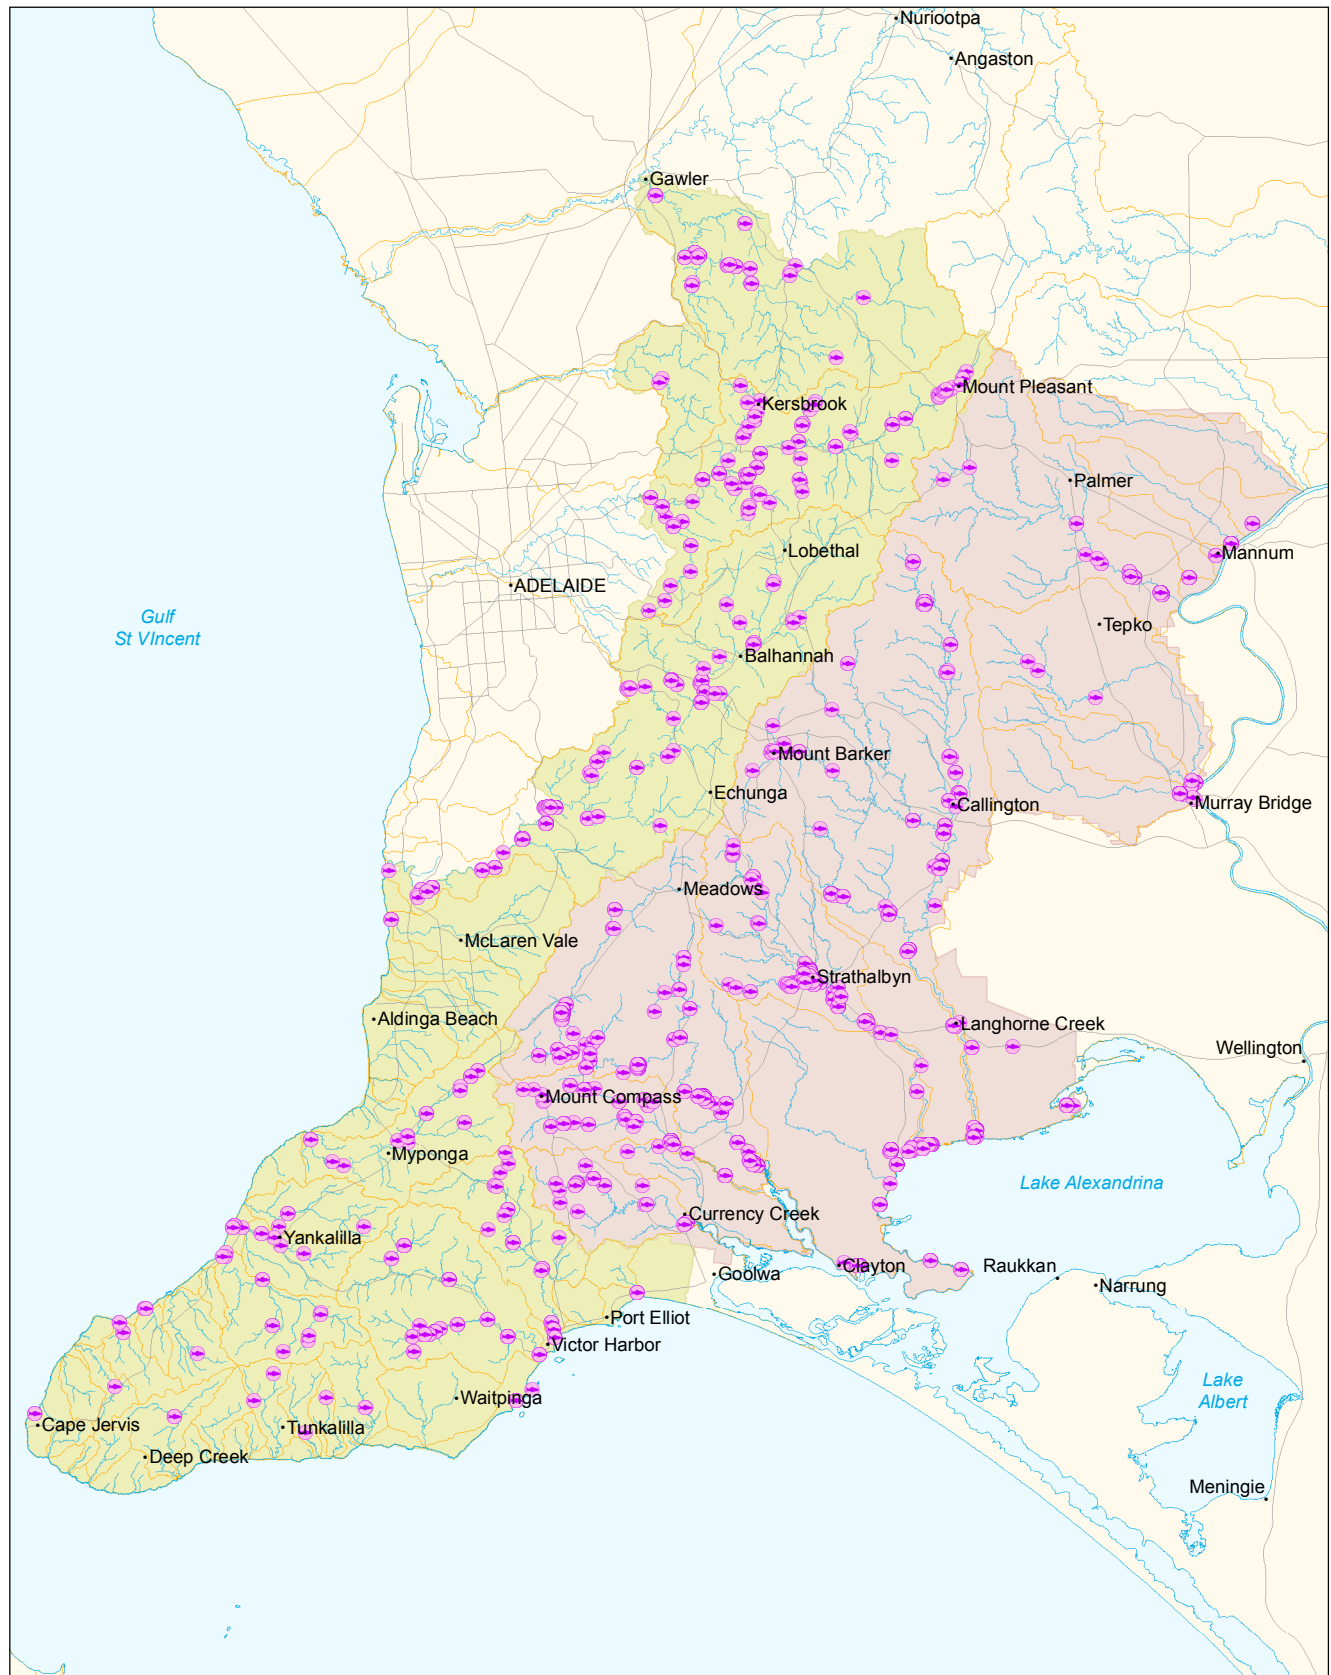 Nuriootpa
Angaston
Gawler
Mount Pleasant
Kersbrook
Palmer
Lobethal
Mannum
ADELAIDE
Gulf
St VIncent
Tepko
Balhannah
Mount Barker
Echunga
Callington
Murray Bridge
Meadows
McLaren Vale
Strathalbyn
Aldinga Beach
Langhorne Creek
Wellington
Mount Compass
Myponga
Lake Alexandrina
Currency Creek
Yankalilla
Clayton
Raukkan
Goolwa
Narrung
Port Elliot
Victor Harbor
Lake
Albert
Waitpinga
Cape Jervis
Tunkalilla
Deep Creek
Meningie